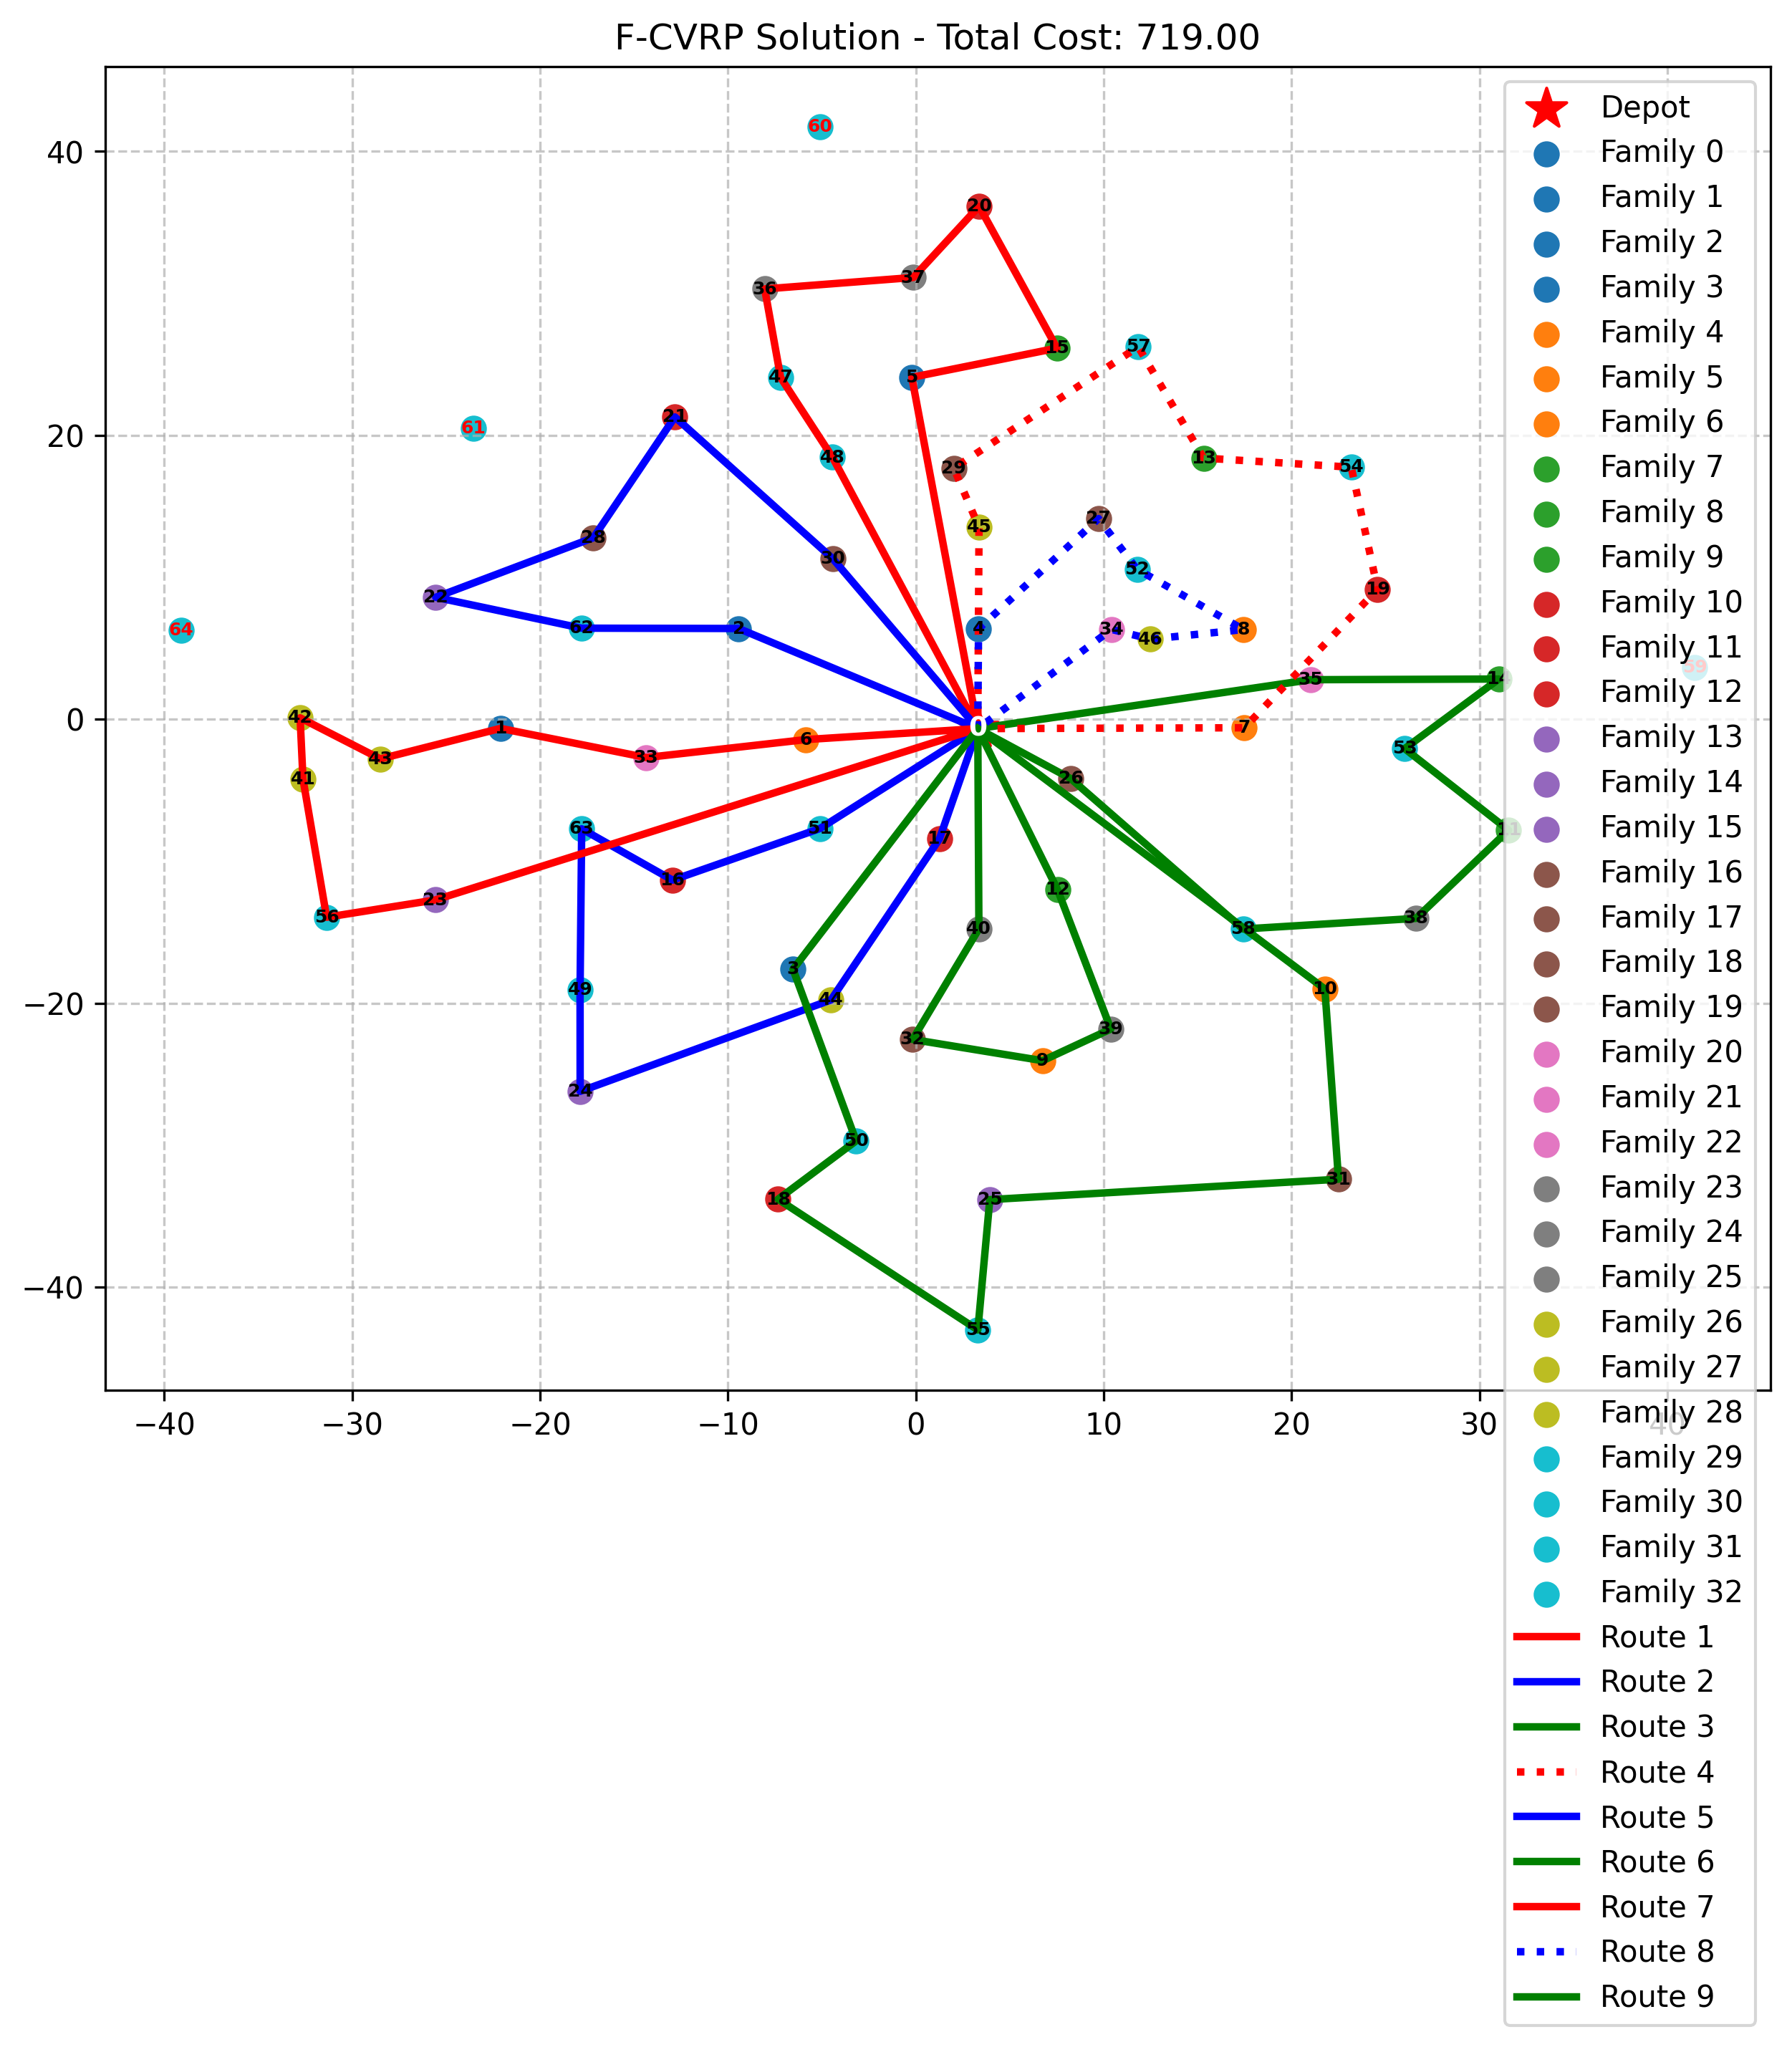 F-CVRP Solution - Total Cost: 719.00
Depot
Family 0
Family 1
Family 2
Family 3
Family 4
Family 5
Family 6
Family 7
Family 8
Family 9
Family 10
Family 11
Family 12
Family 13
Family 14
Family 15
Family 16
Family 17
Family 18
Family 19
Family 20
Family 21
Family 22
Family 23
Family 24
Family 25
Family 26
Family 27
Family 28
Family 29
Family 30
Family 31
Family 32
Route 1
Route 2
Route 3
Route 4
Route 5
Route 6
Route 7
Route 8
Route 9
40
20
0
−20
−40
−40
−30
−20
−10
0
10
20
30
40
60
20
37
36
15
57
5
47
21
61
48
54
13
29
45
27
28
30
52
19
22
62
2
4
34
46
8
64
59
35
14
42
1
43
33
6
0
7
53
41
26
63
51
17
11
16
12
23
56
40
58
38
3
49
44
10
32
39
9
24
50
31
18
25
55